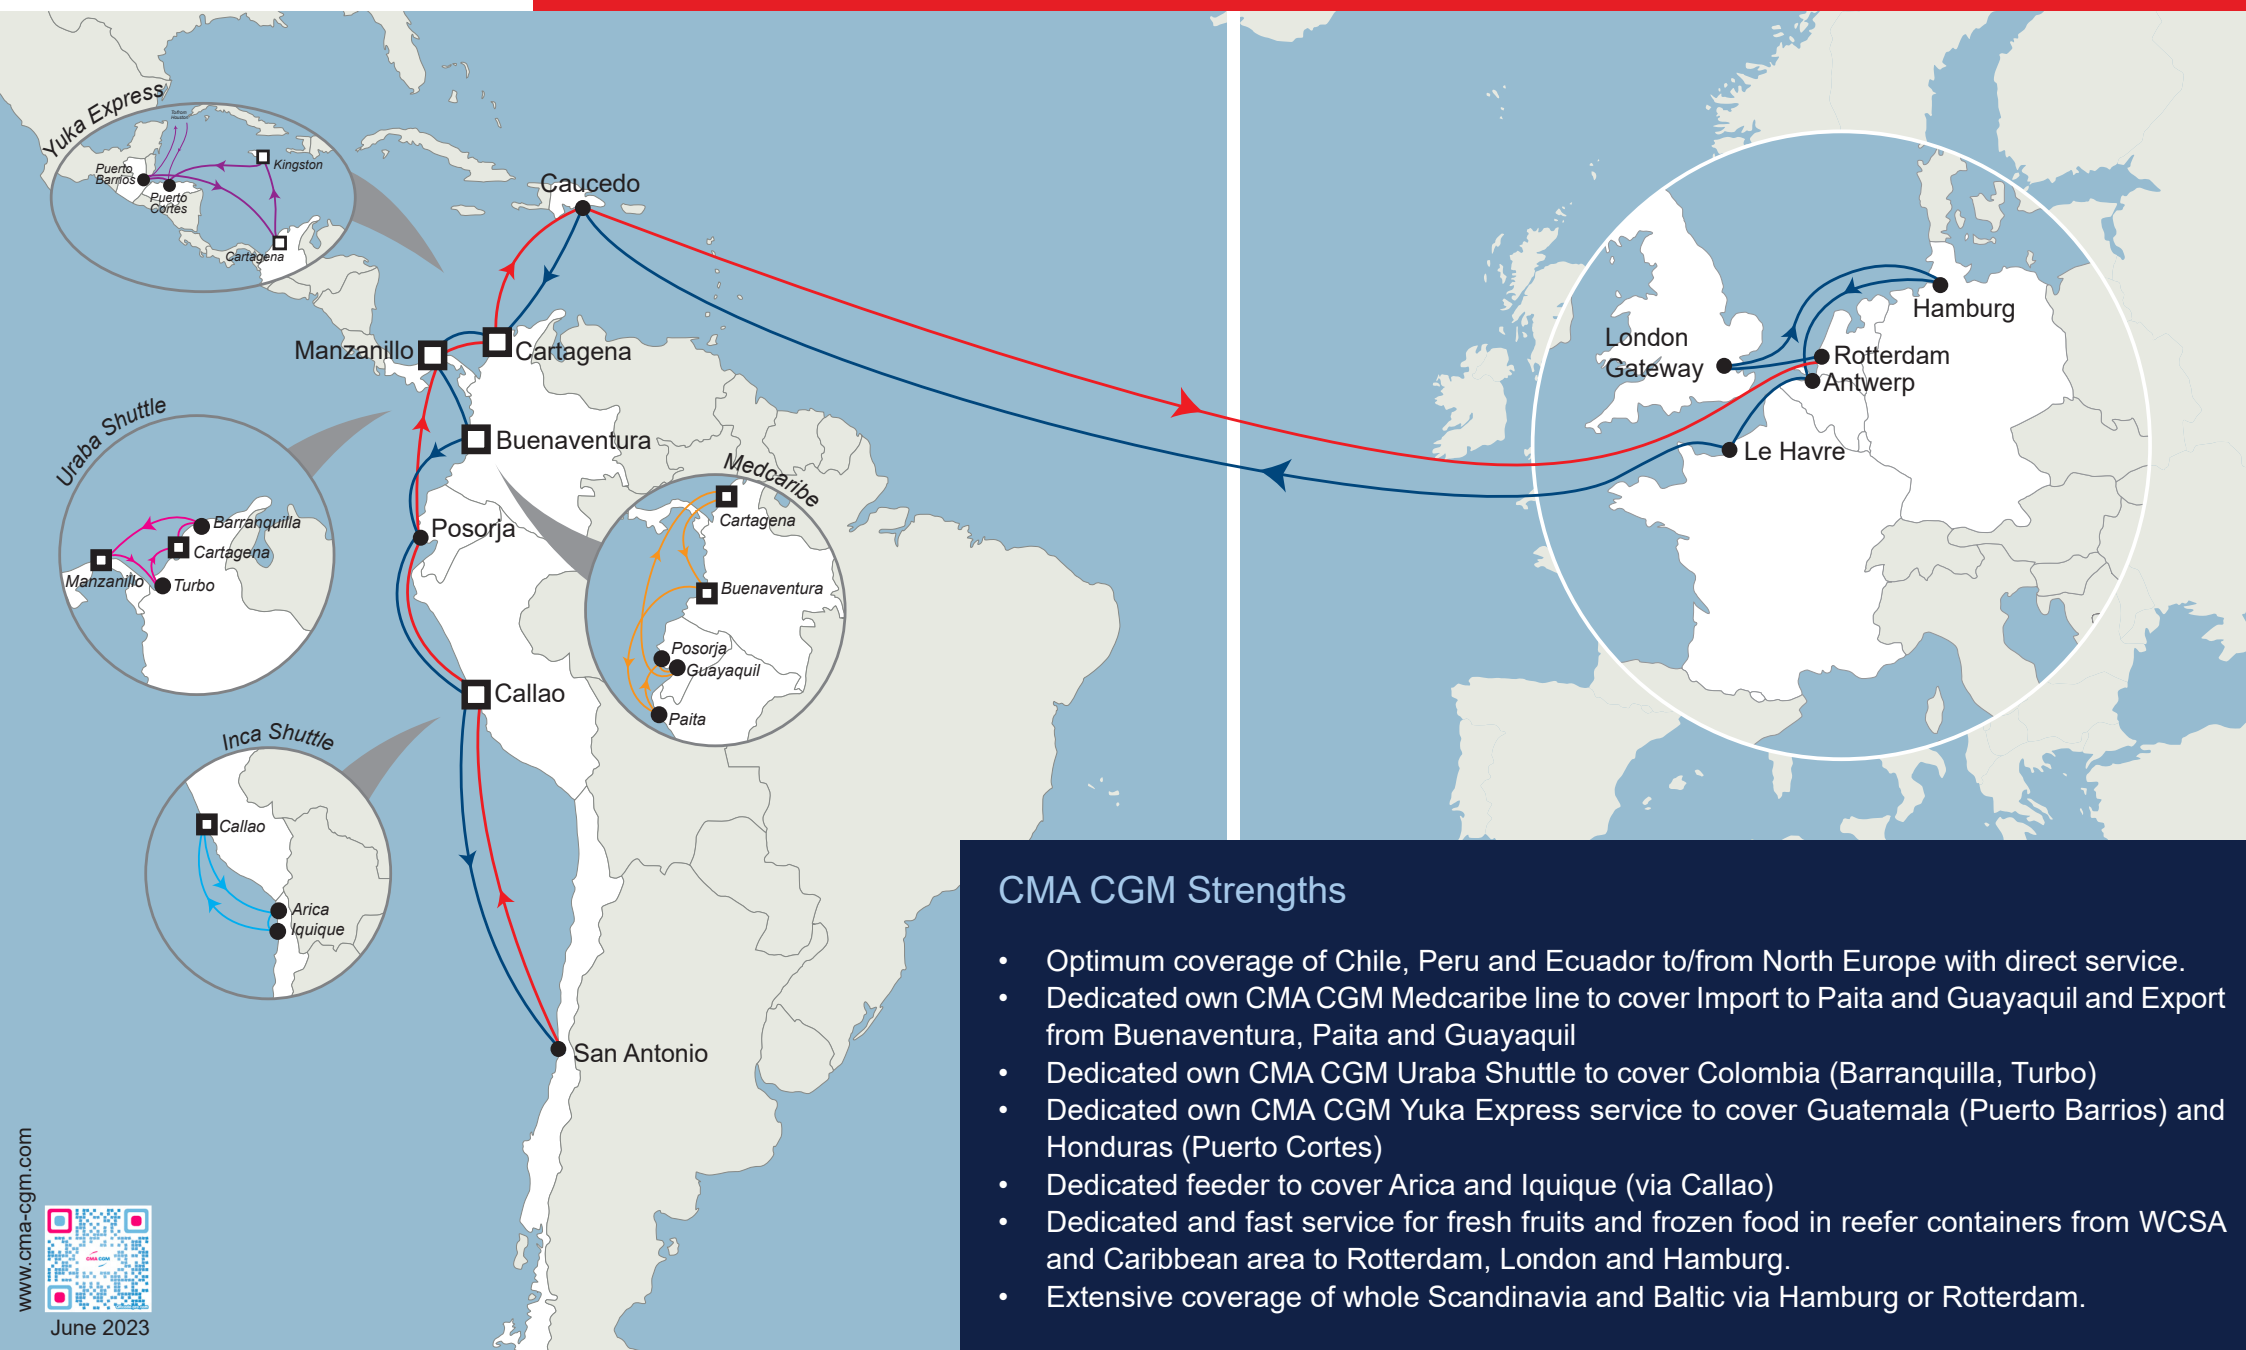 Yuka Express
To/from
Houston
Puerto
Barrios
Puerto
Cortes
Kingston
Cartagena
Caucedo
Manzanillo
Cartagena
Buenaventura
Posorja
Callao
San Antonio
Uraba Shuttle
Barranquilla
Cartagena
Manzanillo
Turbo
Medcaribe
Cartagena
Buenaventura
Posorja
Guayaquil
Paita
Inca Shuttle
Callao
Arica
Iquique
Hamburg
London
Gateway
Rotterdam
Antwerp
Le Havre
CMA CGM Strengths
• Optimum coverage of Chile, Peru and Ecuador to/from North Europe with direct service.
• Dedicated own CMA CGM Medcaribe line to cover Import to Paita and Guayaquil and Export
from Buenaventura, Paita and Guayaquil
• Dedicated own CMA CGM Uraba Shuttle to cover Colombia (Barranquilla, Turbo)
• Dedicated own CMA CGM Yuka Express service to cover Guatemala (Puerto Barrios) and
Honduras (Puerto Cortes)
• Dedicated feeder to cover Arica and Iquique (via Callao)
• Dedicated and fast service for fresh fruits and frozen food in reefer containers from WCSA
and Caribbean area to Rotterdam, London and Hamburg.
• Extensive coverage of whole Scandinavia and Baltic via Hamburg or Rotterdam.
www.cma-cgm.com
CMA CGM
June 2023